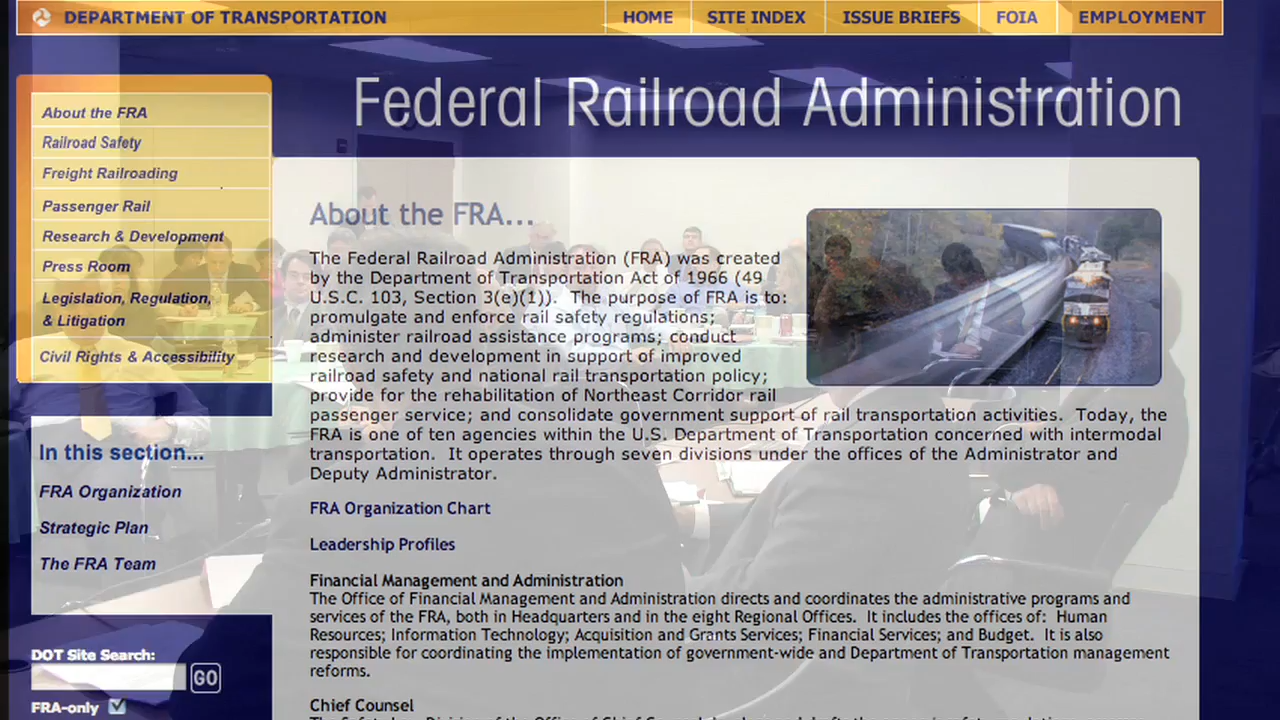 DEPARTMENT OF TRANSPORTATION
HOME
SITE INDEX
ISSUE BRIEFS
FOIA
EMPLOYMENT
Federal Railroad Administration
About the FRA
Railroad Safety
Freight Railroading
Passenger Rail
Research & Development
Press Room
Legislation, Regulation,
& Litigation
Civil Rights & Accessibility
In this section...
FRA Organization
Strategic Plan
The FRA Team
DOT Site Search:
GO
FRA-only
About the FRA...
The Federal Railroad Administration (FRA) was created
by the Department of Transportation Act of 1966 (49
U.S.C. 103, Section 3(e)(1)).  The purpose of FRA is to:
promulgate and enforce rail safety regulations;
administer railroad assistance programs; conduct
research and development in support of improved
railroad safety and national rail transportation policy;
provide for the rehabilitation of Northeast Corridor rail
passenger service; and consolidate government support of rail transportation activities.  Today, the
FRA is one of ten agencies within the U.S. Department of Transportation concerned with intermodal
transportation.  It operates through seven divisions under the offices of the Administrator and
Deputy Administrator.
FRA Organization Chart
Leadership Profiles
Financial Management and Administration
The Office of Financial Management and Administration directs and coordinates the administrative programs and
services of the FRA, both in Headquarters and in the eight Regional Offices.  It includes the offices of:  Human
Resources; Information Technology; Acquisition and Grants Services; Financial Services; and Budget.  It is also
responsible for coordinating the implementation of government-wide and Department of Transportation management
reforms.
Chief Counsel